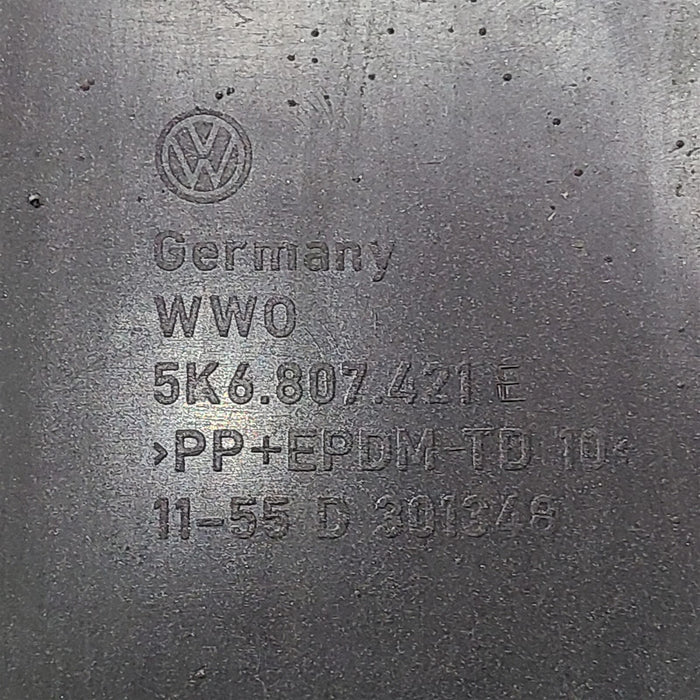 Germany
WWO
5K6.807.421 E
>PP+EPDM-TD 10<
11-55 D 301348